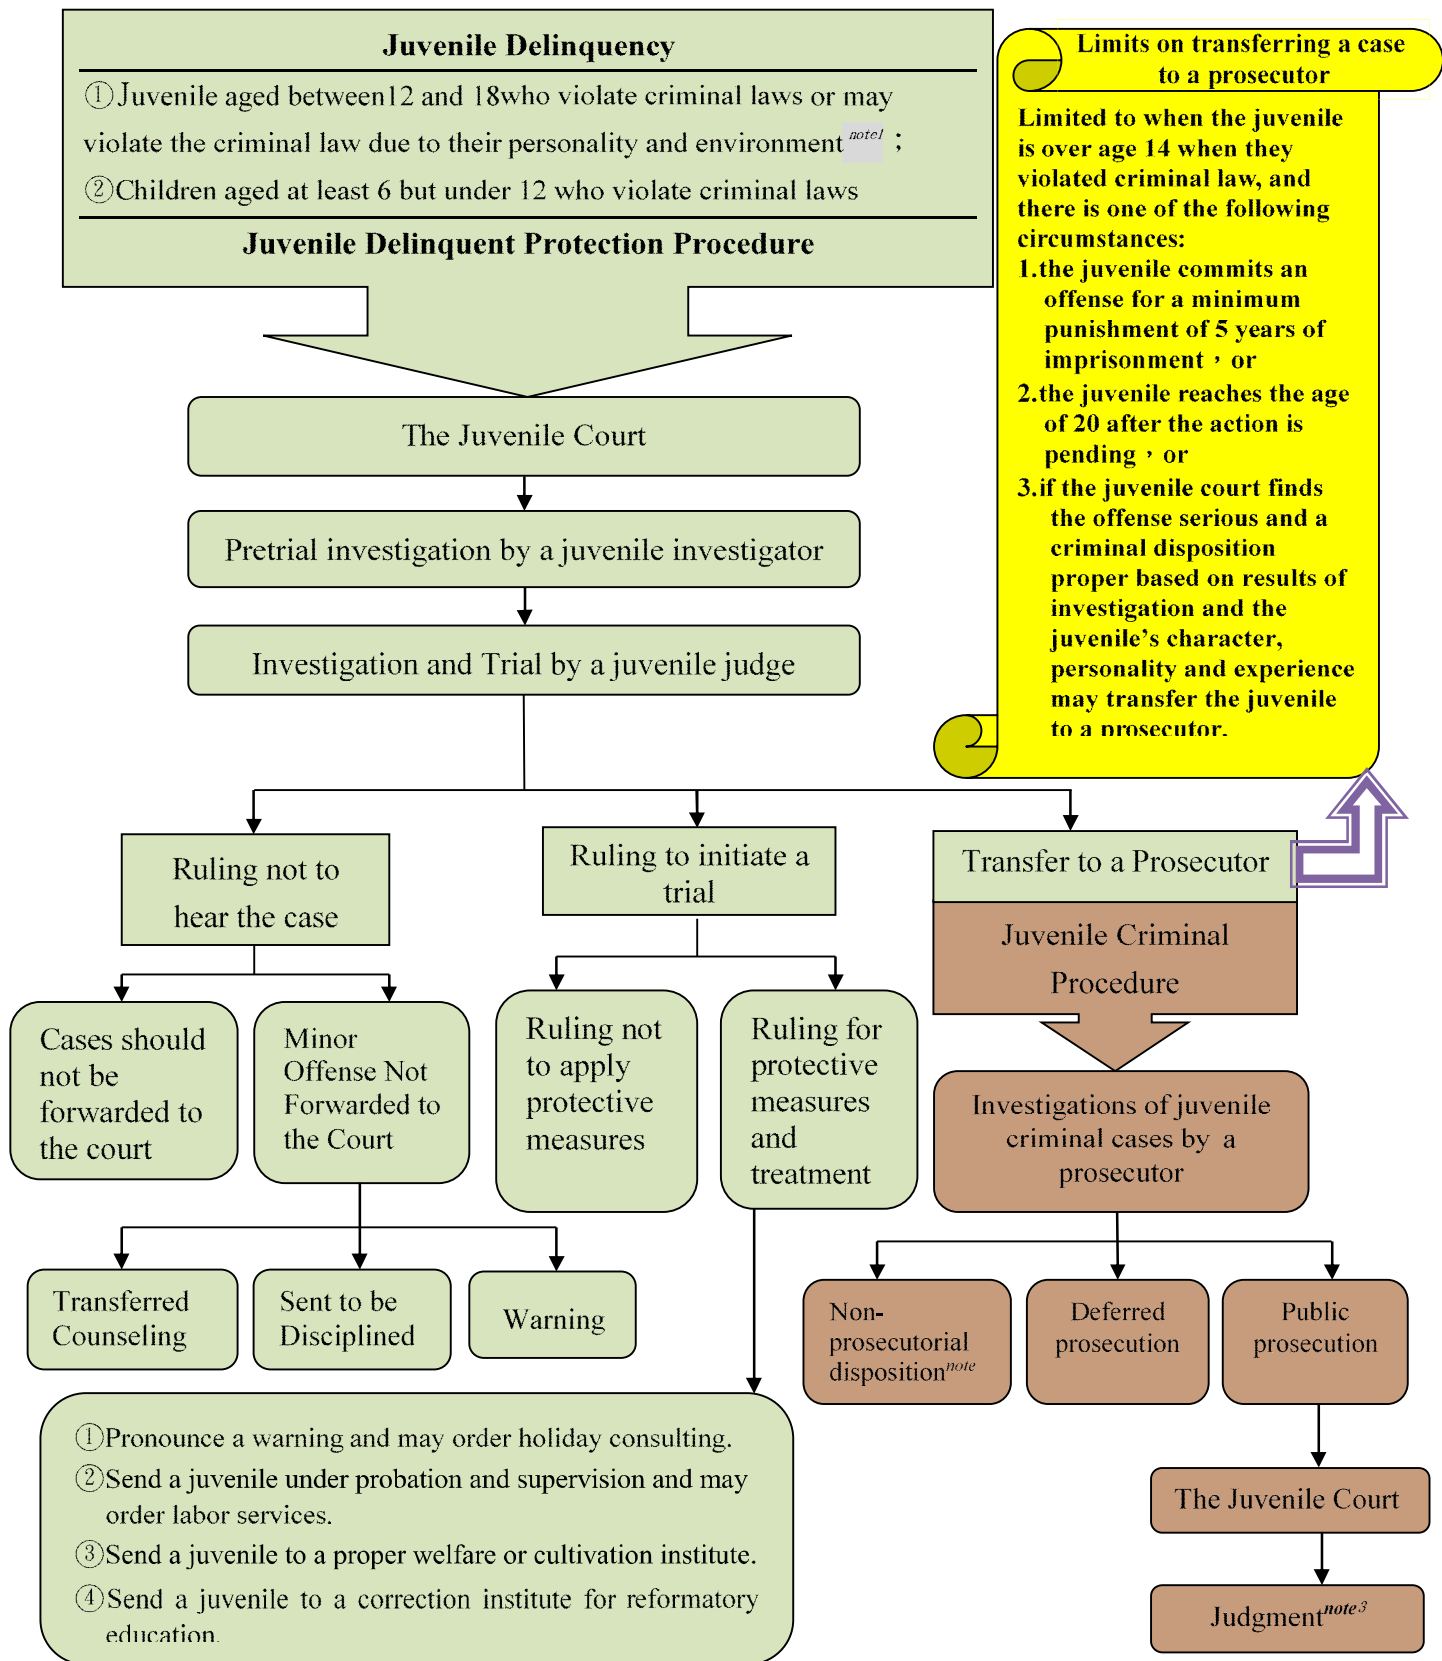 Juvenile Delinquency
①Juvenile aged between12 and 18who violate criminal laws or may
violate the criminal law due to their personality and environment note1 ;
②Children aged at least 6 but under 12 who violate criminal laws
Juvenile Delinquent Protection Procedure
Limits on transferring a case
to a prosecutor
Limited to when the juvenile
is over age 14 when they
violated criminal law, and
there is one of the following
circumstances:
1.the juvenile commits an
offense for a minimum
punishment of 5 years of
imprisonment，or
2.the juvenile reaches the age
of 20 after the action is
pending，or
3.if the juvenile court finds
the offense serious and a
criminal disposition
proper based on results of
investigation and the
juvenile’s character,
personality and experience
may transfer the juvenile
to a prosecutor.
The Juvenile Court
Pretrial investigation by a juvenile investigator
Investigation and Trial by a juvenile judge
Ruling not to
hear the case
Ruling to initiate a
trial
Transfer to a Prosecutor
Juvenile Criminal
Procedure
Cases should
not be
forwarded to
the court
Minor
Offense Not
Forwarded to
the Court
Ruling not
to apply
protective
measures
Ruling for
protective
measures
and
treatment
Investigations of juvenile
criminal cases by a
prosecutor
Transferred
Counseling
Sent to be
Disciplined
Warning
Non-
prosecutorial
disposition note
Deferred
prosecution
Public
prosecution
①Pronounce a warning and may order holiday consulting.
②Send a juvenile under probation and supervision and may
order labor services.
③Send a juvenile to a proper welfare or cultivation institute.
④Send a juvenile to a correction institute for reformatory
education.
The Juvenile Court
Judgment note3